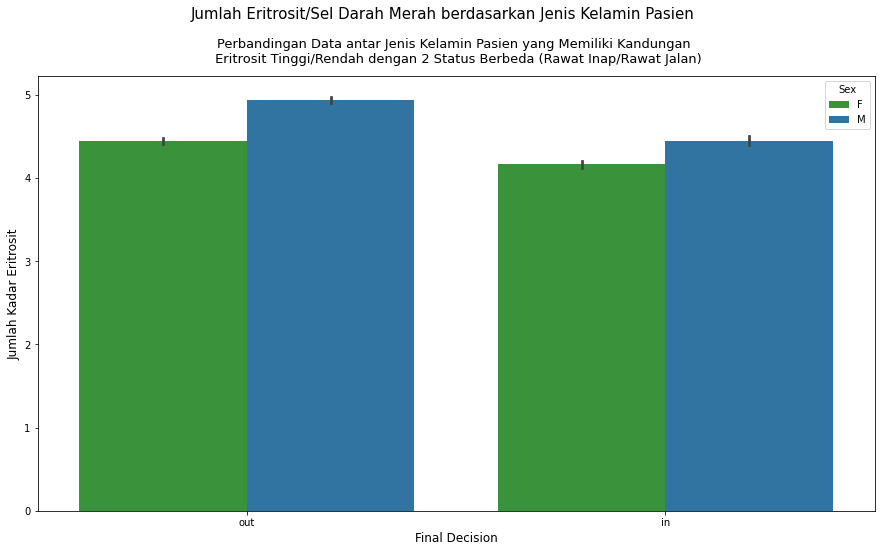 Jumlah Eritrosit/Sel Darah Merah berdasarkan Jenis Kelamin Pasien
Perbandingan Data antar Jenis Kelamin Pasien yang Memiliki Kandungan
Eritrosit Tinggi/Rendah dengan 2 Status Berbeda (Rawat Inap/Rawat Jalan)
Sex
F
M
Jumlah Kadar Eritrosit
5
4
3
2
1
0
out
in
Final Decision